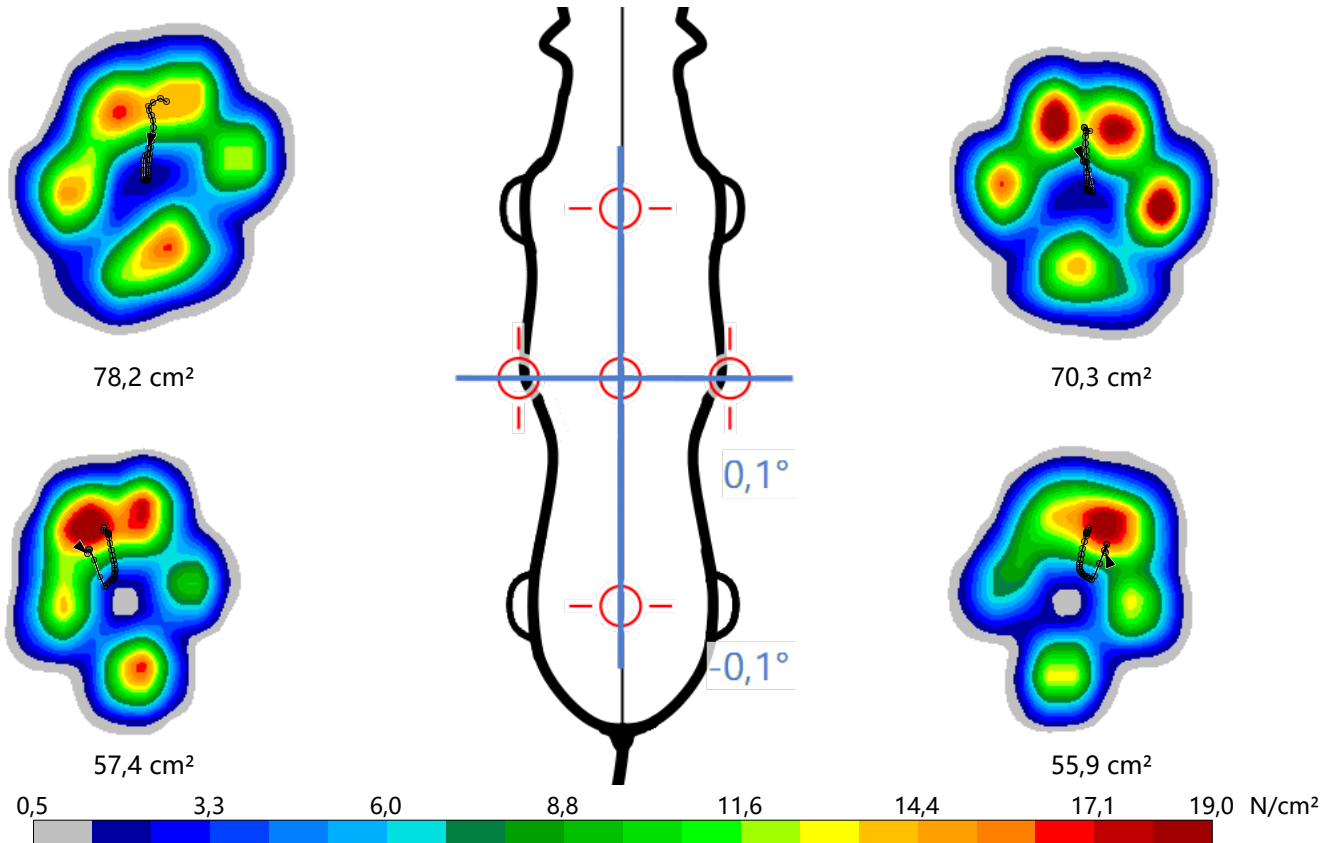 78,2 cm²
70,3 cm²
0,1°
-0,1°
57,4 cm²
55,9 cm²
0,5 3,3 6,0 8,8 11,6 14,4 17,1 19,0 N/cm²